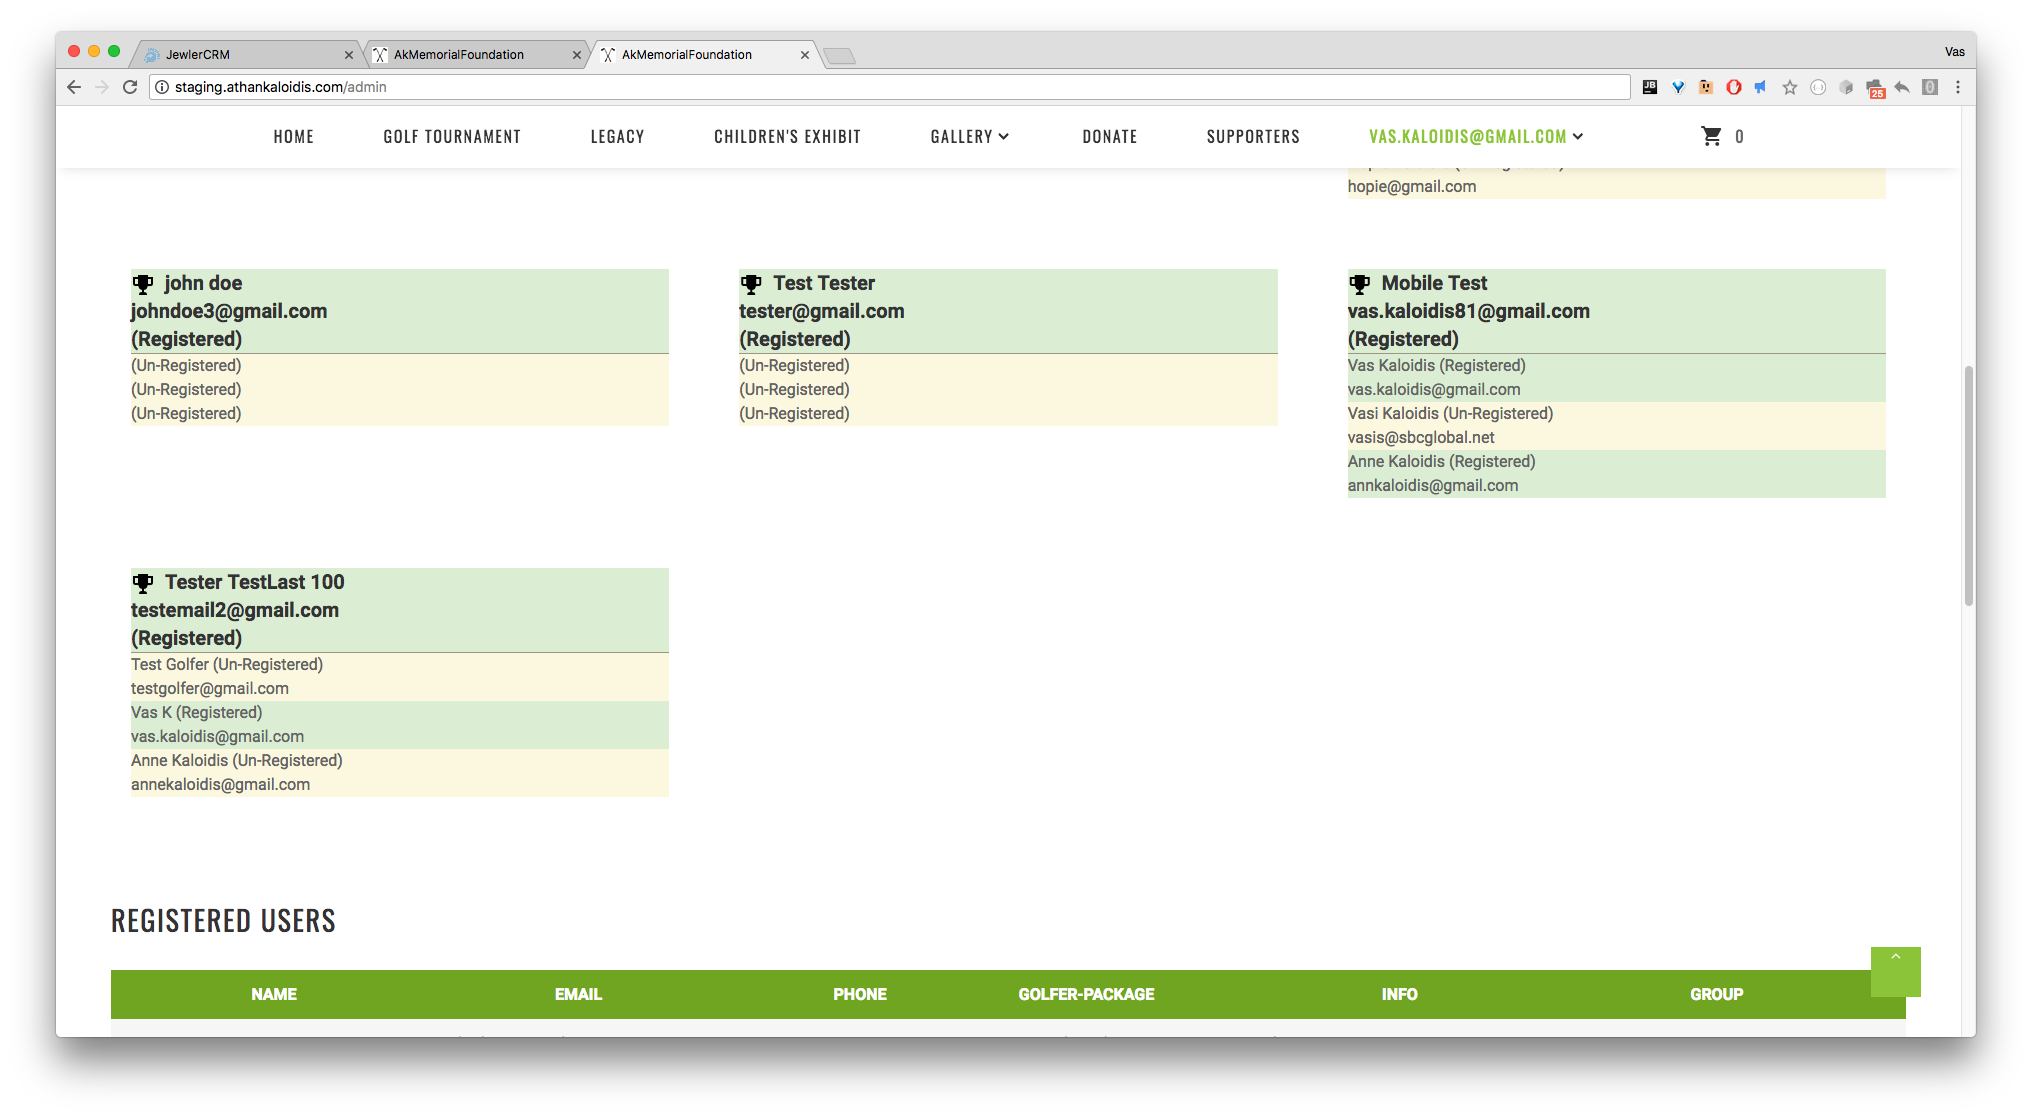 JewlerCRM
AkMemorialFoundation
AkMemorialFoundation
Vas
staging.athankaloidis.com/admin
JB
25
0
HOME
GOLF TOURNAMENT
LEGACY
CHILDREN'S EXHIBIT
GALLERY
DONATE
SUPPORTERS
VAS.KALOIDIS@GMAIL.COM
0
hopie@gmail.com
john doe
johndoe3@gmail.com
(Registered)
(Un-Registered)
(Un-Registered)
(Un-Registered)
Test Tester
tester@gmail.com
(Registered)
(Un-Registered)
(Un-Registered)
(Un-Registered)
Mobile Test
vas.kaloidis81@gmail.com
(Registered)
Vas Kaloidis (Registered)
vas.kaloidis@gmail.com
Vasi Kaloidis (Un-Registered)
vasis@sbcglobal.net
Anne Kaloidis (Registered)
annkaloidis@gmail.com
Tester TestLast 100
testemail2@gmail.com
(Registered)
Test Golfer (Un-Registered)
testgolfer@gmail.com
Vas K (Registered)
vas.kaloidis@gmail.com
Anne Kaloidis (Un-Registered)
annekaloidis@gmail.com
REGISTERED USERS
NAME
EMAIL
PHONE
GOLFER-PACKAGE
INFO
GROUP